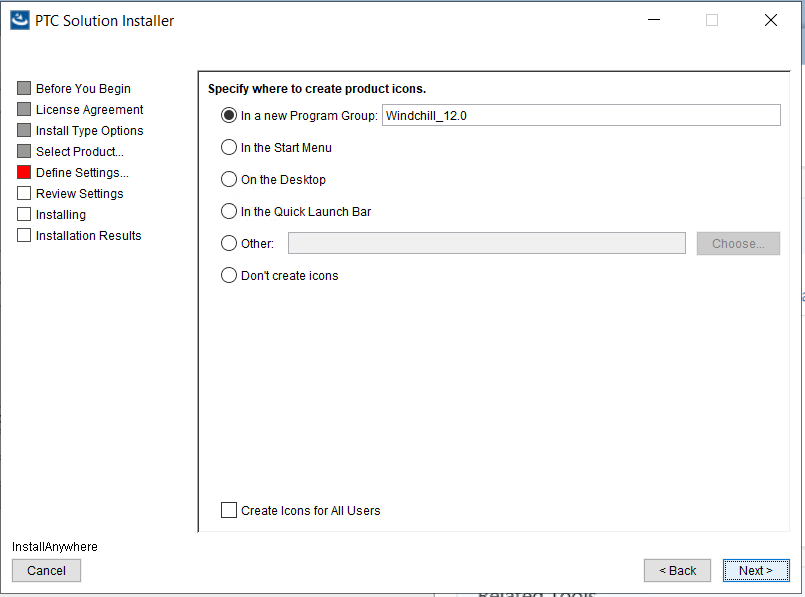 PTC Solution Installer
Before You Begin
License Agreement
Install Type Options
Select Product...
Define Settings...
Review Settings
Installing
Installation Results
Specify where to create product icons.
In a new Program Group: Windchill_12.0
In the Start Menu
On the Desktop
In the Quick Launch Bar
Other: Choose...
Don't create icons
Create Icons for All Users
InstallAnywhere
Cancel < Back Next >
Related Tools